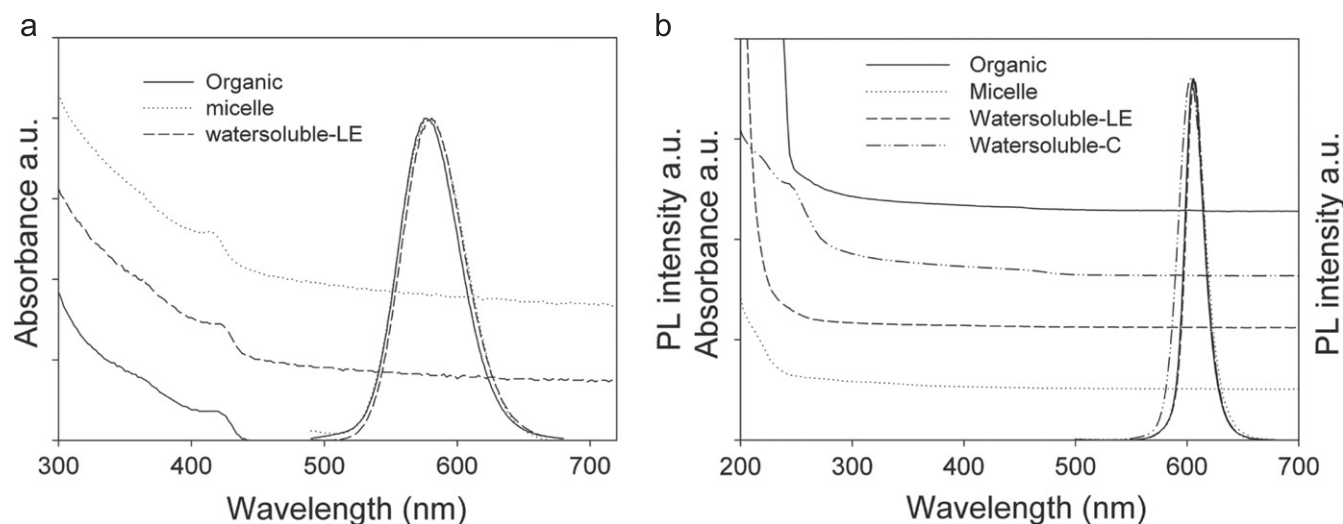 a
Organic
micelle
watersoluble-LE
Absorbance a.u.
PL intensity a.u.
300 400 500 600 700
Wavelength (nm)
b
Organic
Micelle
Watersoluble-LE
Watersoluble-C
Absorbance a.u.
PL intensity a.u.
200 300 400 500 600 700
Wavelength (nm)